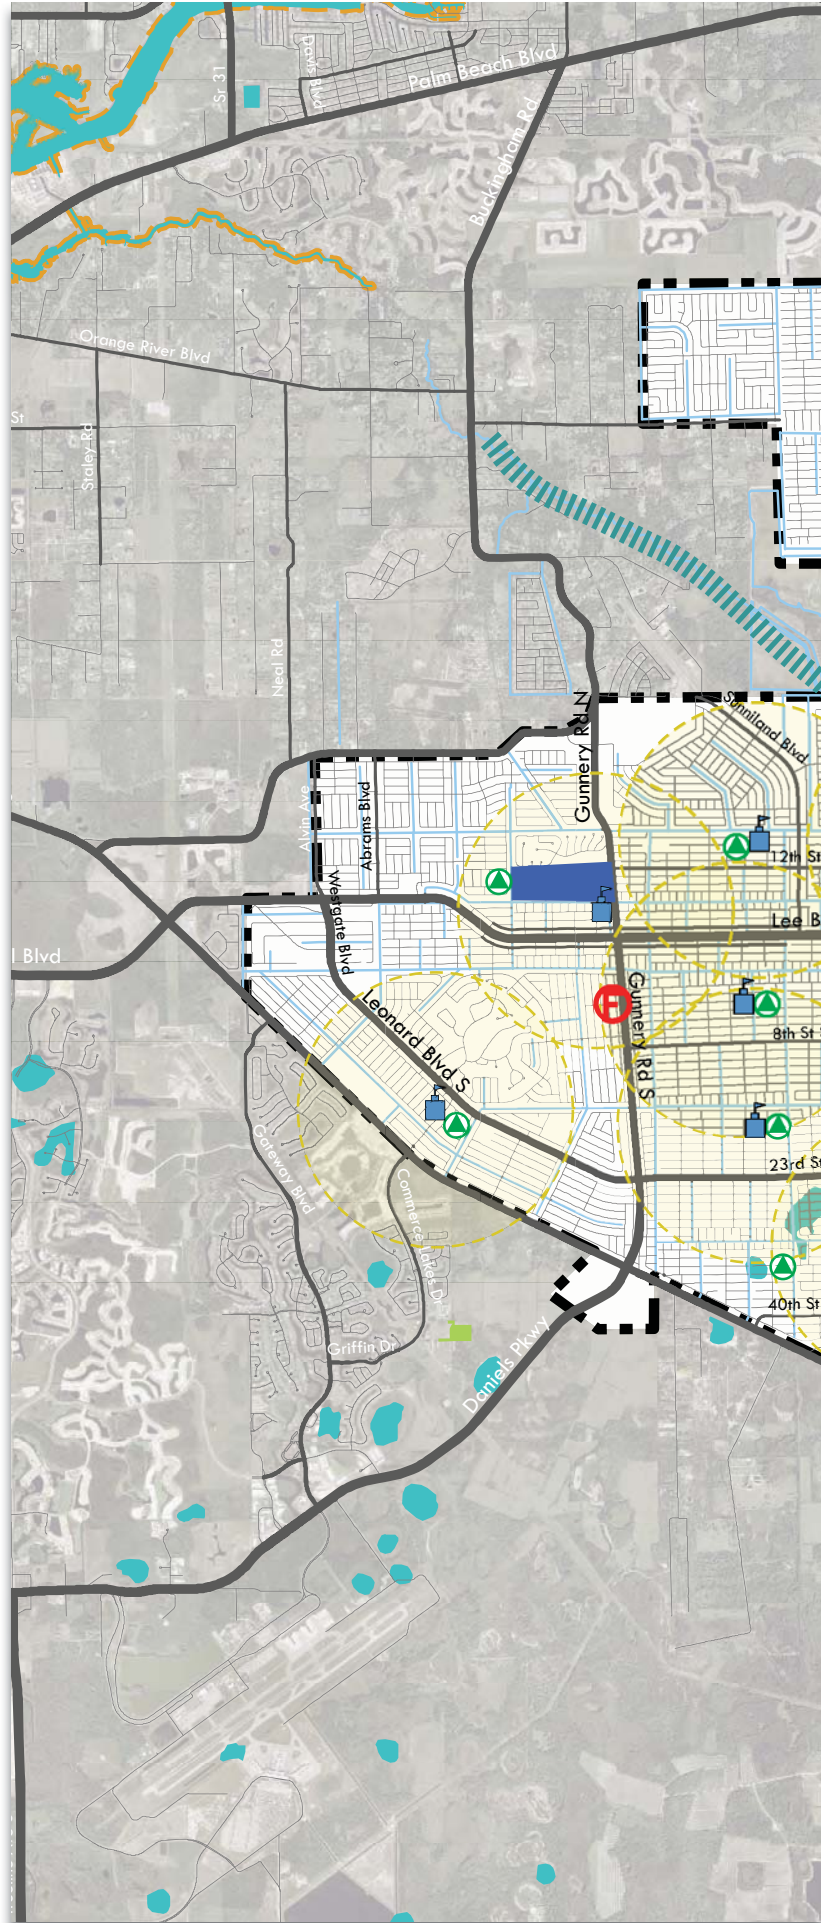 Davis Blvd
Sr 31
Palm Beach Blvd
Buckingham Rd
Orange River Blvd
St
Staley Rd
Neal Rd
Gunnery Rd N
Sunniland Blvd
Alvin Ave
Abrams Blvd
12th St
Westgate Blvd
Lee B
l Blvd
Leonard Blvd S
Gunnery Rd S
8th St
Gateway Blvd
23rd St
Commerce Lakes Dr
40th St
Griffin Dr
Daniels Pkwy